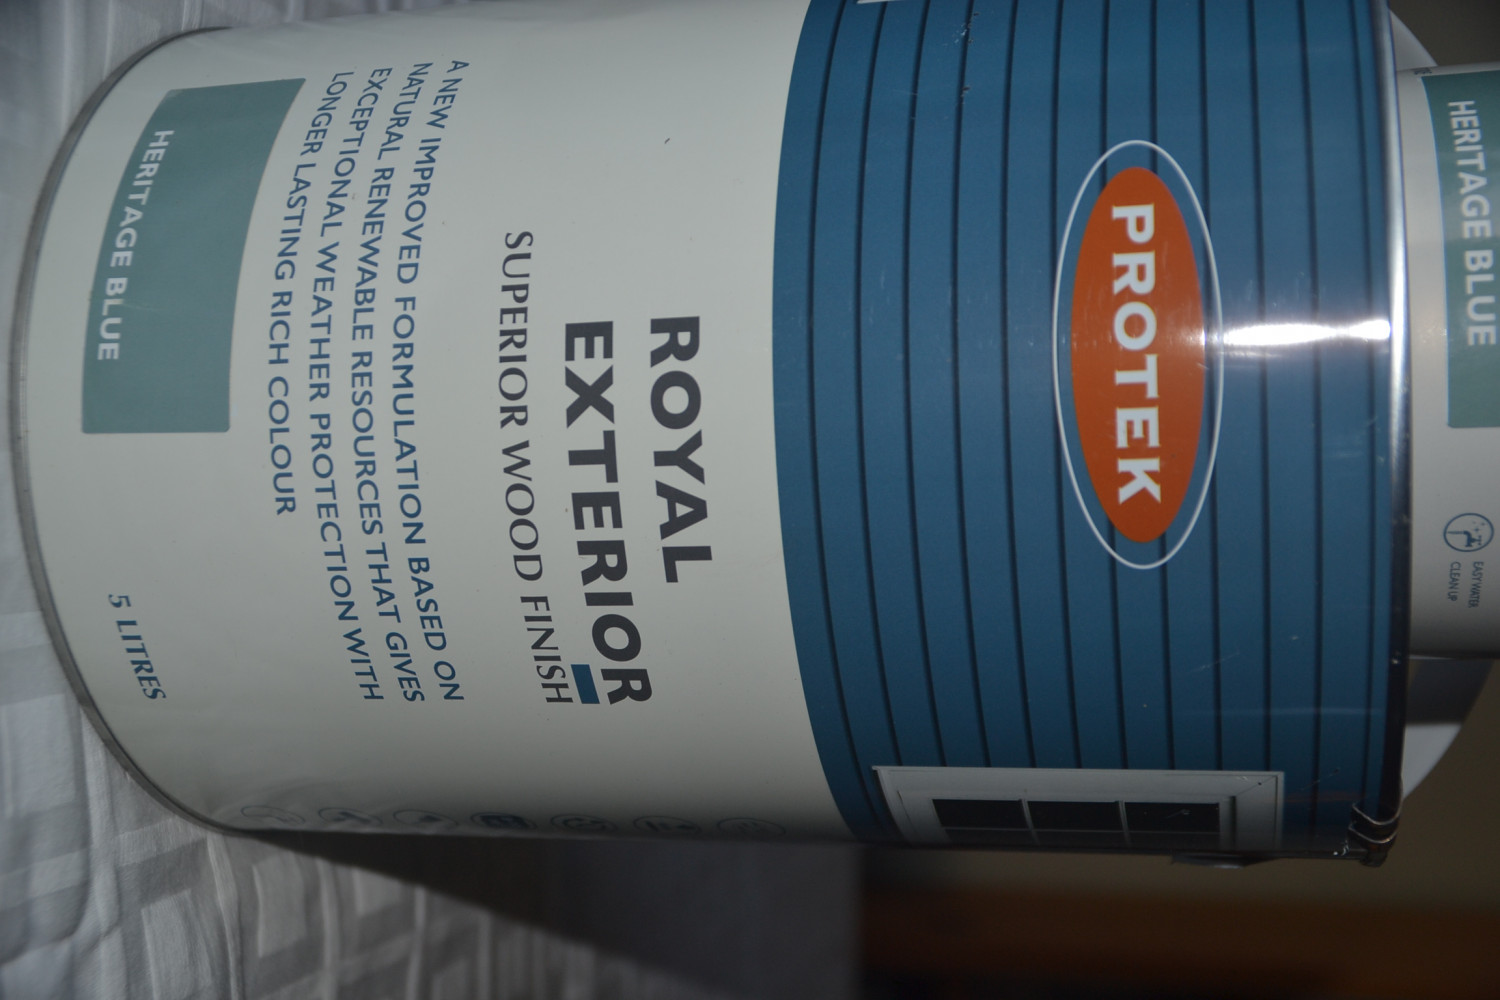 HERITAGE BLUE
EASY WATER
CLEAN UP
PROTEK
ROYAL
EXTERIOR
SUPERIOR WOOD FINISH
A NEW IMPROVED FORMULATION BASED ON
NATURAL RENEWABLE RESOURCES THAT GIVES
EXCEPTIONAL WEATHER PROTECTION WITH
LONGER LASTING RICH COLOUR
HERITAGE BLUE
5 LITRES